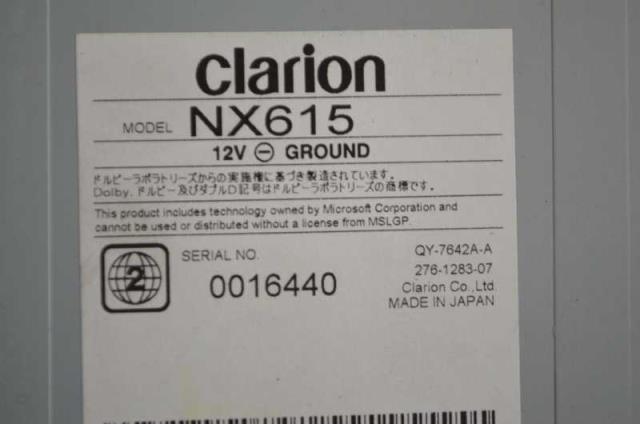 clarion
MODEL NX615
12V ⊖ GROUND
ドルビーラボラトリーズからの実施権に基づき製造されています。
Dolby、ドルビー及びダブルD記号はドルビーラボラトリーズの商標です。
This product includes technology owned by Microsoft Corporation and
cannot be used or distributed without a license from MSLGP.
2
SERIAL NO.
0016440
QY-7642A-A
276-1283-07
Clarion Co.,Ltd.
MADE IN JAPAN